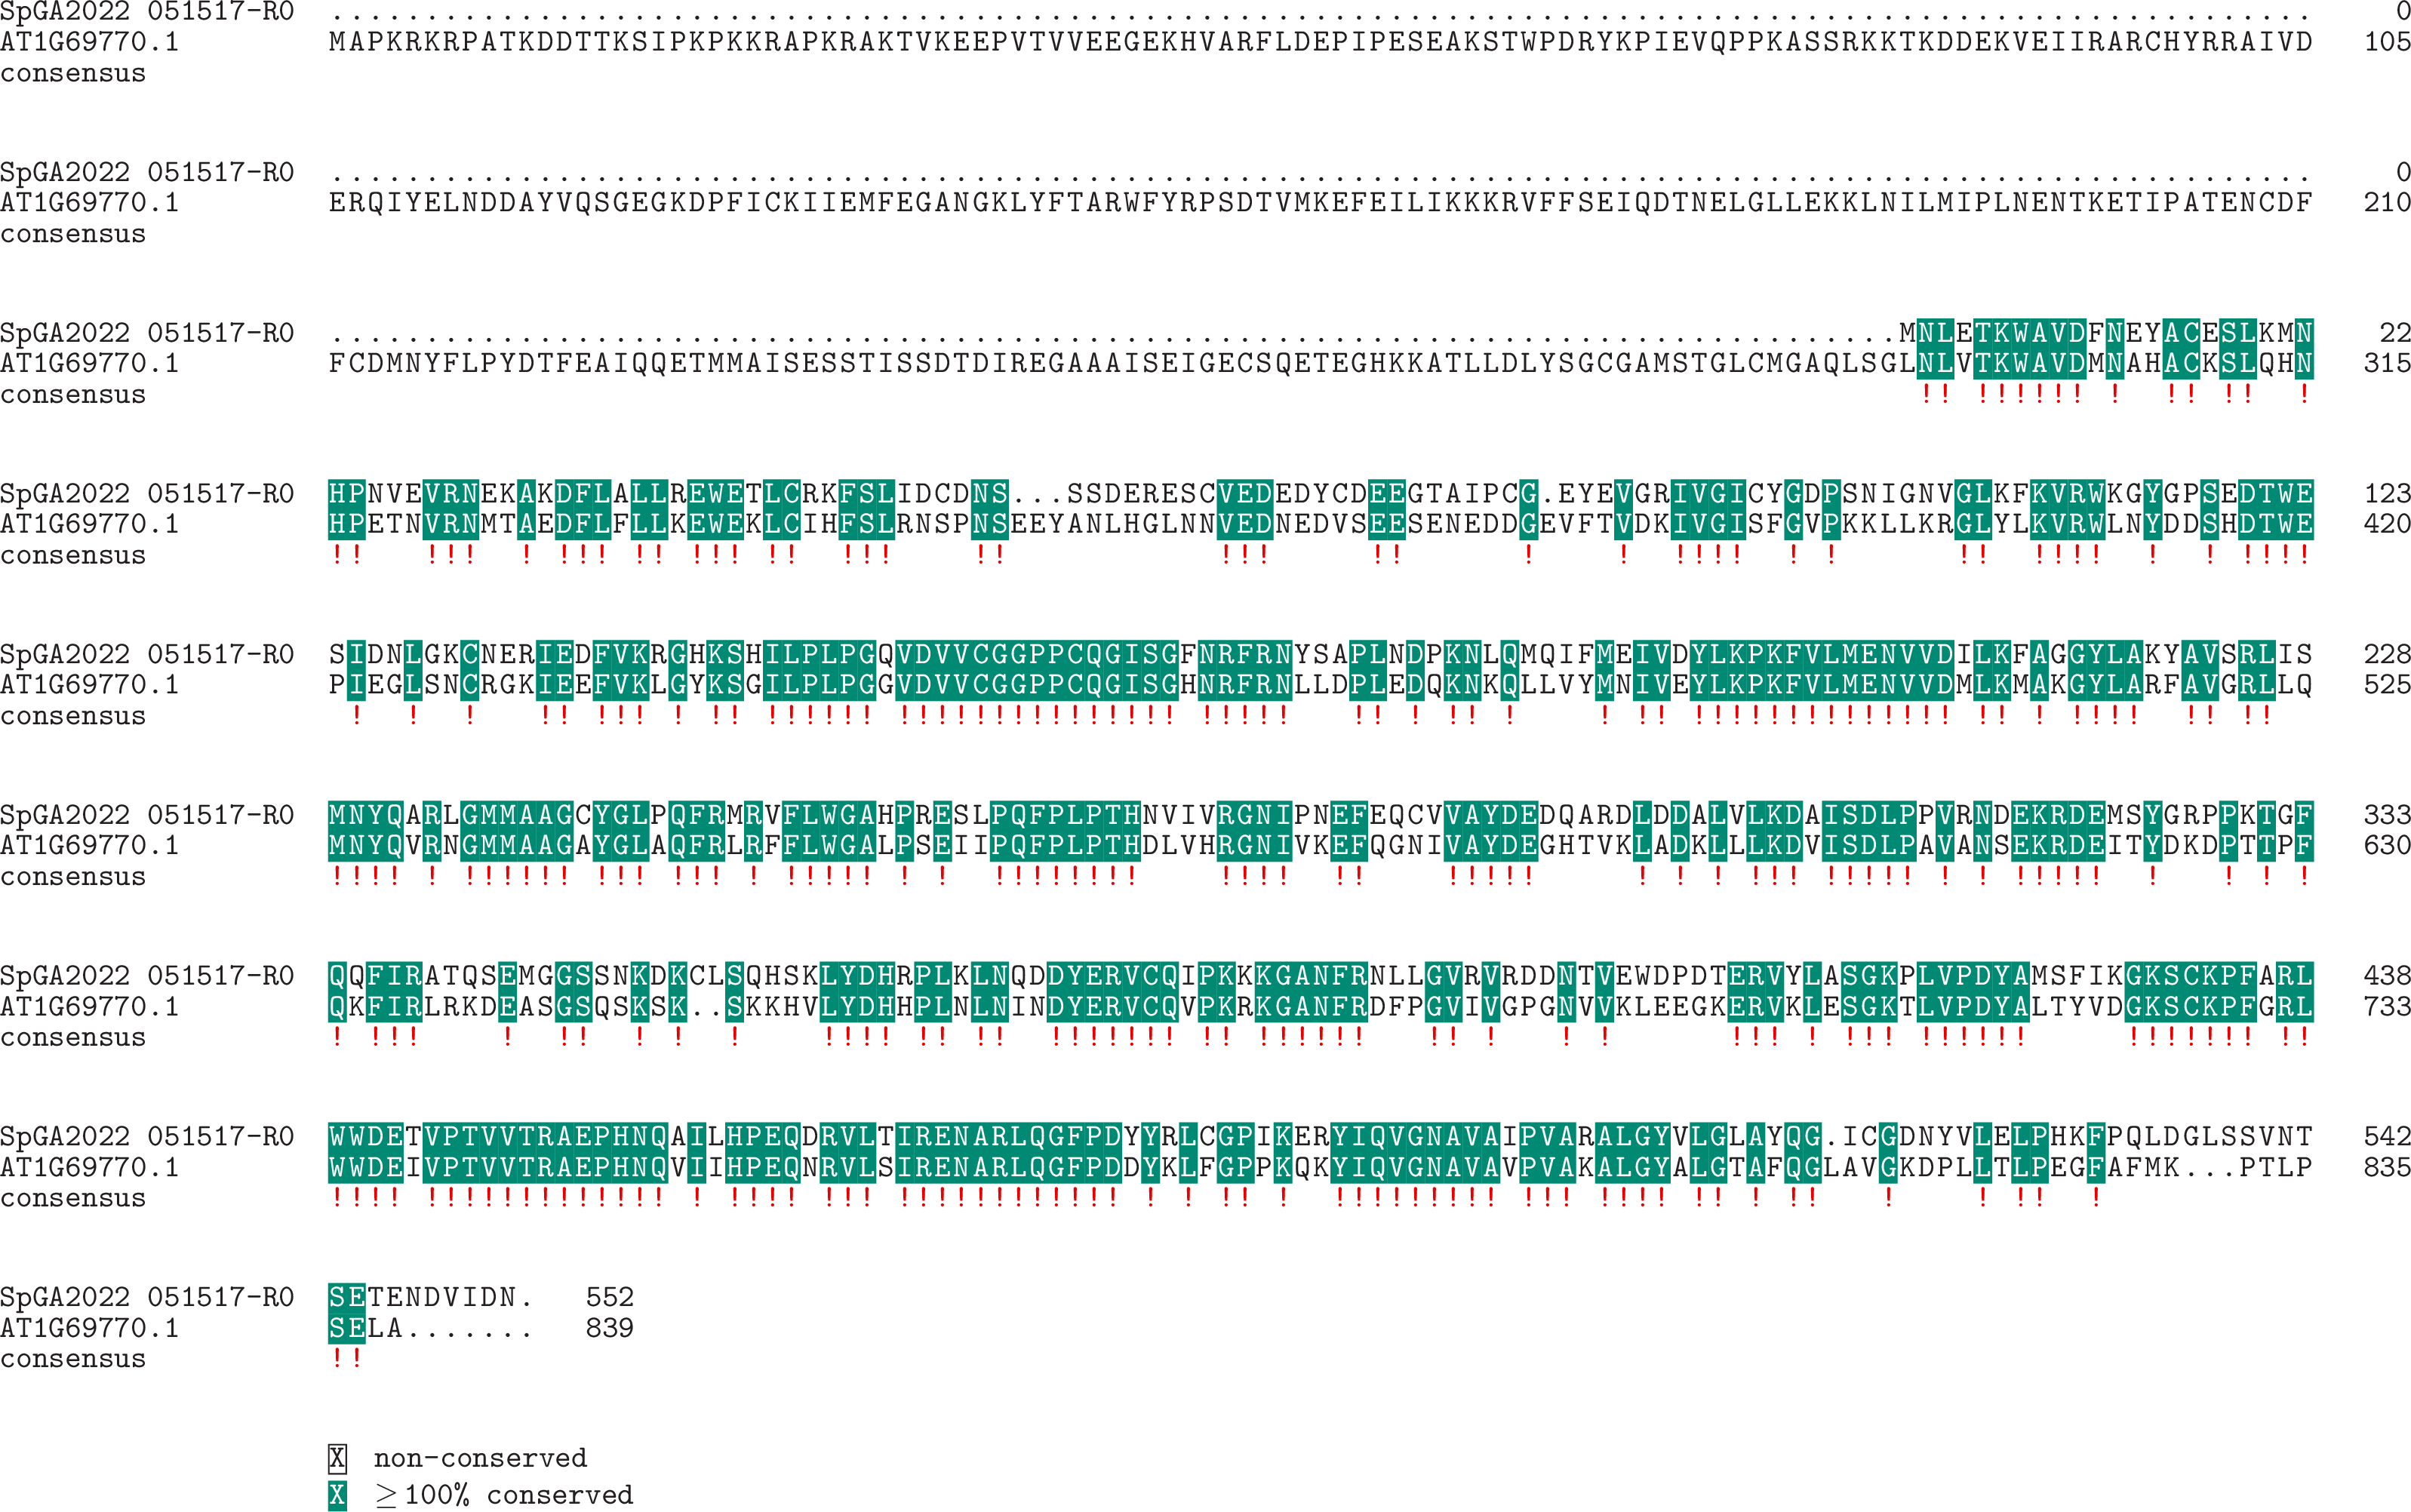 SpGA2022 051517-R0 ......................................................................................................... 0
AT1G69770.1 MAPKRKRPATKDDTTKSIPKPKKRAPKRAKTVKEEPVTVVEEGEKHVARFLDEPIPESEAKSTWPDRYKPIEVQPPKASSRKKTKDDEKVEIIRARCHYRRAIVD 105
consensus
SpGA2022 051517-R0 ......................................................................................................... 0
AT1G69770.1 ERQIYELNDDAYVQSGEGKDPFICKIIEMFEGANGKLYFTARWFYRPSDTVMKEFEILIKKKRVFFSEIQDTNELGLLEKKLNILMIPLNENTKETIPATENCDF 210
consensus
SpGA2022 051517-R0 ...................................................................................MNLETKWAVDFNEYACESLKMN 22
AT1G69770.1 FCDMNYFLPYDTFEAIQQETMMAISESSTISSDTDIREGAAAISEIGECSQETEGHKKATLLDLYSGCGAMSTGLCMGAQLSGLNLVTKWAVDMNAHACKSLQHN 315
consensus !! !!!!!! ! !! !! !
SpGA2022 051517-R0 HPNVEVRNEKAKDFLALLREWETLCRKFSLIDCDNS...SSDERESCVEDEDYCDEEGTAIPCG.EYEVGRIVGICYGDPSNIGNVGLKFKVRWKGYGPSEDTWE 123
AT1G69770.1 HPETNVRNMTAEDFLFLLKEWEKLCIHFSLRNSPNSEEYANLHGLNNVEDNEDVSEESENEDDGEVFTVDKIVGISFGVPKKLLKRGLYLKVRWLNYDDSHDTWE 420
consensus !! !!! ! !!! !! !!! !! !!! !! !!! !! ! ! !!!! ! ! !! !!!! ! ! !!!!
SpGA2022 051517-R0 SIDNLGKCNERIEDFVKRGHKSHILPLPGQVDVVCGGPPCQGISGFNRFRNYSAPLNDPKNLQMQIFMEIVDYLKPKFVLMENVVDILKFAGGYLAKYAVSRLIS 228
AT1G69770.1 PIEGLSNCRGKIEEFVKLGYKSGILPLPGGVDVVCGGPPCQGISGHNRFRNLLDPLEDQKNKQLLVYMNIVEYLKPKFVLMENVVDMLKMAKGYLARFAVGRLLQ 525
consensus ! ! ! !! !!! ! !! !!!!!! !!!!!!!!!!!!!!! !!!!! !! ! !! ! ! !! !!!!!!!!!!!!!! !! ! !!!! !! !!
SpGA2022 051517-R0 MNYQARLGMMAAGCYGLPQFRMRVFLWGAHPRESLPQFPLPTHNVIVRGNIPNEFEQCVVAYDEDQARDLDDALVLKDAISDLPPVRNDEKRDEMSYGRPPKTGF 333
AT1G69770.1 MNYQVRNGMMAAGAYGLAQFRLRFFLWGALPSEIIPQFPLPTHDLVHRGNIVKEFQGNIVAYDEGHTVKLADKLLLKDVISDLPAVANSEKRDEITYDKDPTTPF 630
consensus !!!! ! !!!!!! !!! !!! ! !!!!! ! ! !!!!!!!! !!!! !! !!!!! ! ! ! !!! !!!!! ! ! !!!!! ! ! ! !
SpGA2022 051517-R0 QQFIRATQSEMGGSSNKDKCLSQHSKLYDHRPLKLNQDDYERVCQIPKKKGANFRNLLGVRVRDDNTVEWDPDTERVYLASGKPLVPDYAMSFIKGKSCKPFARL 438
AT1G69770.1 QKFIRLRKDEASGSQSKSK..SKKHVLYDHHPLNLNINDYERVCQVPKRKGANFRDFPGVIVGPGNVVKLEEGKERVKLESGKTLVPDYALTYVDGKSCKPFGRL 733
consensus ! !!! ! !! ! ! ! !!!! !! !! !!!!!!! !! !!!!!! !! ! ! ! !!! ! !!! !!!!!! !!!!!!! !!
SpGA2022 051517-R0 WWDETVPTVVTRAEPHNQAILHPEQDRVLTIRENARLQGFPDYYRLCGPIKERYIQVGNAVAIPVARALGYVLGLAYQG.ICGDNYVLELPHKFPQLDGLSSVNT 542
AT1G69770.1 WWDEIVPTVVTRAEPHNQVIIHPEQNRVLSIRENARLQGFPDDYKLFGPPKQKYIQVGNAVAVPVAKALGYALGTAFQGLAVGKDPLLTLPEGFAFMK...PTLP 835
consensus !!!! !!!!!!!!!!!!! ! !!!! !!! !!!!!!!!!!!! ! ! !! ! !!!!!!!!! !!! !!!! !! ! !! ! ! !! !
SpGA2022 051517-R0 SETENDVIDN. 552
AT1G69770.1 SELA....... 839
consensus !!
X non-conserved
X ≥100% conserved